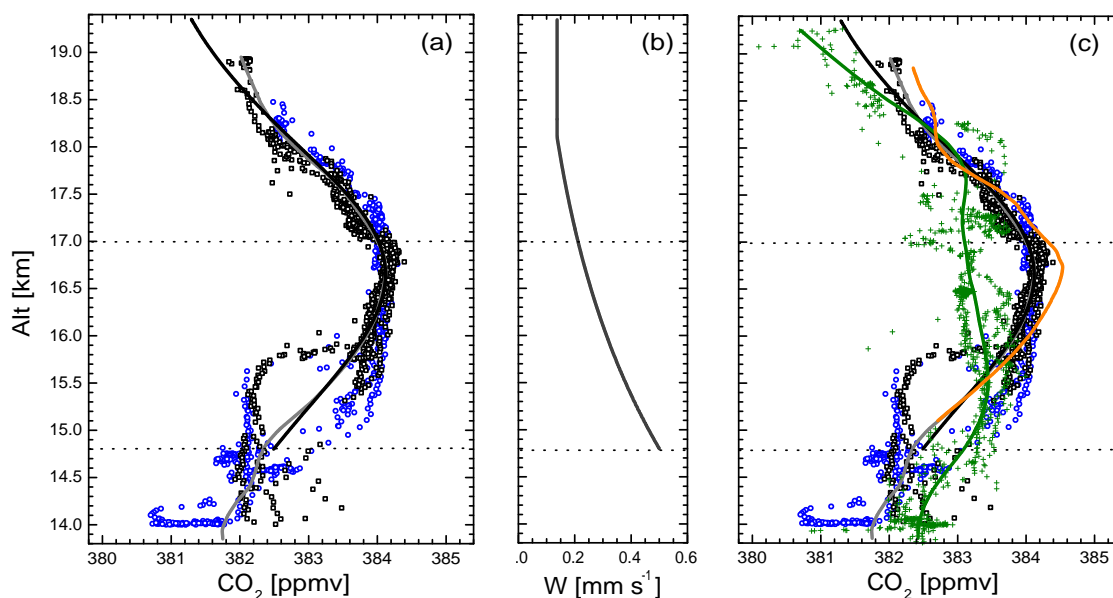 (a)
(b)
(c)
Alt [km]
19.0
18.5
18.0
17.5
17.0
16.5
16.0
15.5
15.0
14.5
14.0
380 381 382 383 384
CO₂ [ppmv]
0.0 0.2 0.4 0.6
W [mm s⁻¹]
380 381 382 383 384
CO₂ [ppmv]